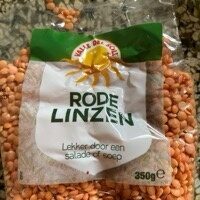 RODE
LINZEN
Lekker door een
salade of soep
350g